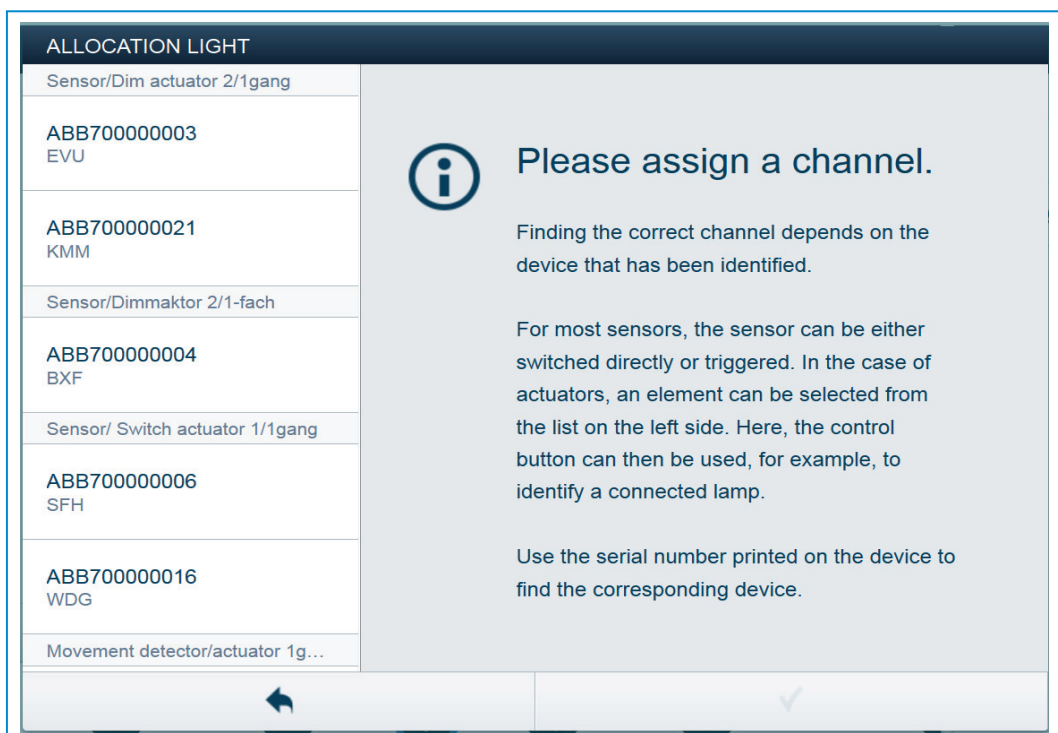 ALLOCATION LIGHT
Sensor/Dim actuator 2/1gang
ABB700000003
EVU
ABB700000021
KMM
Sensor/Dimmaktor 2/1-fach
ABB700000004
BXF
Sensor/ Switch actuator 1/1gang
ABB700000006
SFH
ABB700000016
WDG
Movement detector/actuator 1g…
Please assign a channel.
Finding the correct channel depends on the
device that has been identified.
For most sensors, the sensor can be either
switched directly or triggered. In the case of
actuators, an element can be selected from
the list on the left side. Here, the control
button can then be used, for example, to
identify a connected lamp.
Use the serial number printed on the device to
find the corresponding device.